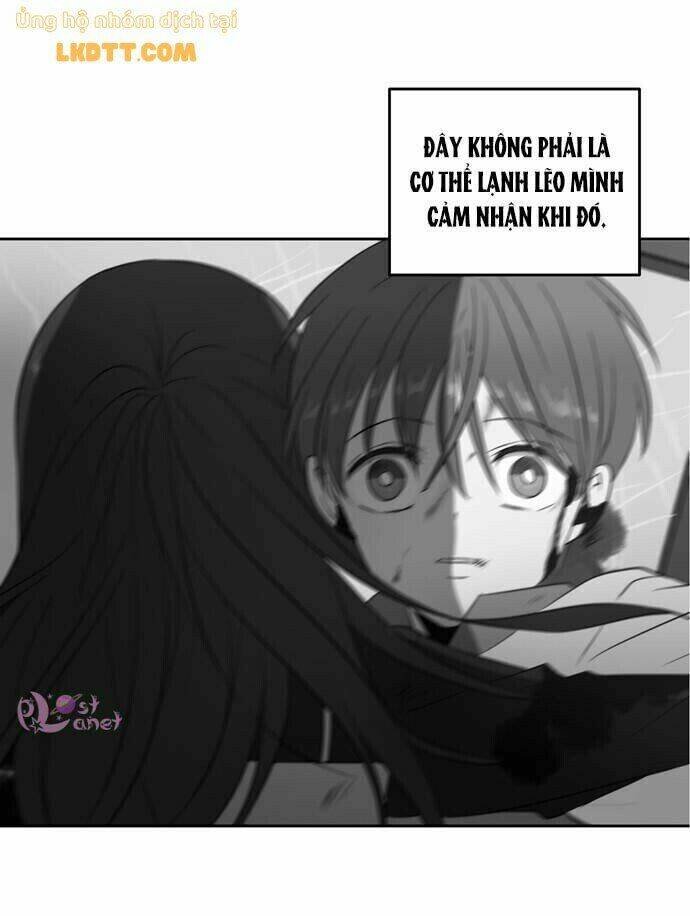 Ủng hộ nhóm dịch tại
LKDTT.COM
ĐÂY KHÔNG PHẢI LÀ
CƠ THỂ LẠNH LẼO MÌNH
CẢM NHẬN KHI ĐÓ.
Lost
Planet